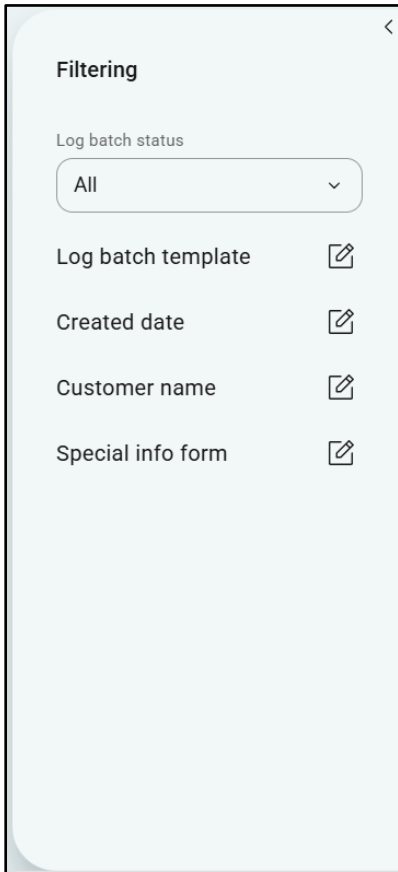 Filtering
Log batch status
All
Log batch template
Created date
Customer name
Special info form